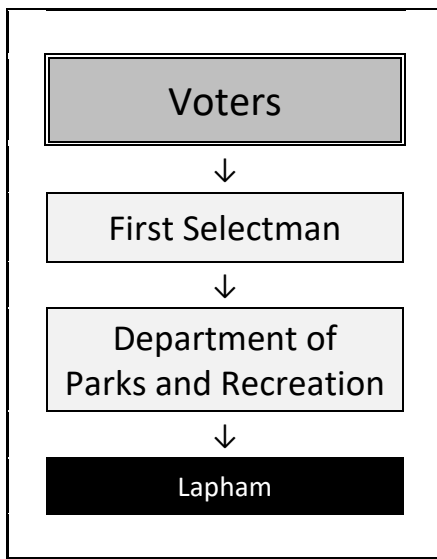 Voters
↓
First Selectman
↓
Department of
Parks and Recreation
↓
Lapham